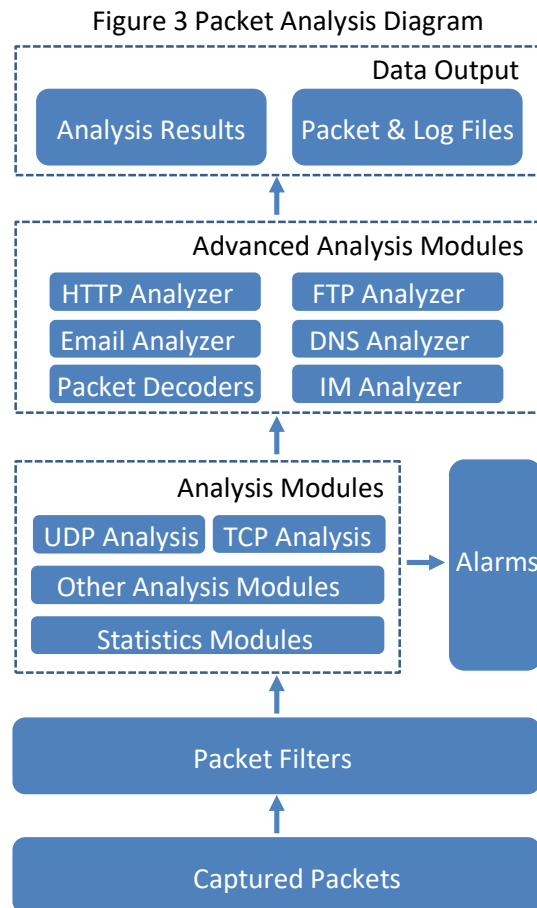 Figure 3 Packet Analysis Diagram
Data Output
Analysis Results
Packet & Log Files
Advanced Analysis Modules
HTTP Analyzer
FTP Analyzer
Email Analyzer
DNS Analyzer
Packet Decoders
IM Analyzer
Analysis Modules
UDP Analysis
TCP Analysis
Other Analysis Modules
Statistics Modules
Alarms
Packet Filters
Captured Packets